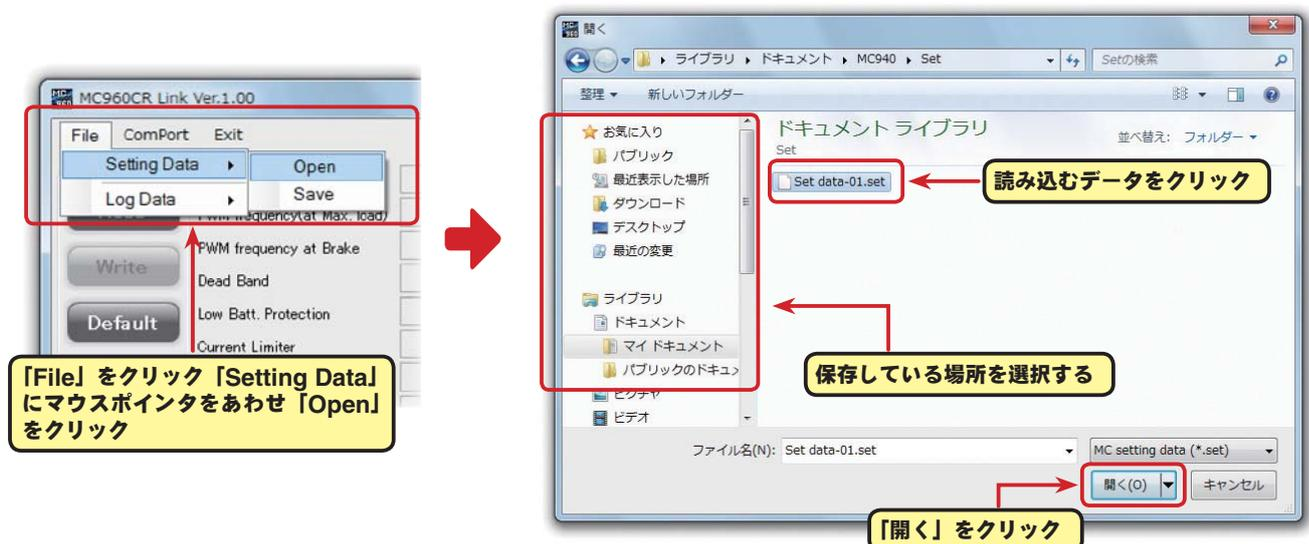 MC960CR Link Ver.1.00
File ComPort Exit
Setting Data
Open
Save
Log Data
PWM frequency(at Max. load)
PWM frequency at Brake
Write
Dead Band
Default
Low Batt. Protection
Current Limiter
「File」をクリック「Setting Data」
にマウスポインタをあわせ「Open」
をクリック
開く
ライブラリ ドキュメント MC940 Set
Setの検索
整理 新しいフォルダー
お気に入り
パブリック
最近表示した場所
ダウンロード
デスクトップ
最近の変更
ライブラリ
ドキュメント
マイ ドキュメント
パブリックのドキュメ
ピクチャ
ビデオ
ドキュメント ライブラリ
Set
並べ替え: フォルダー
Set data-01.set
読み込むデータをクリック
保存している場所を選択する
ファイル名(N): Set data-01.set
MC setting data (*.set)
開く(O)
キャンセル
「開く」をクリック